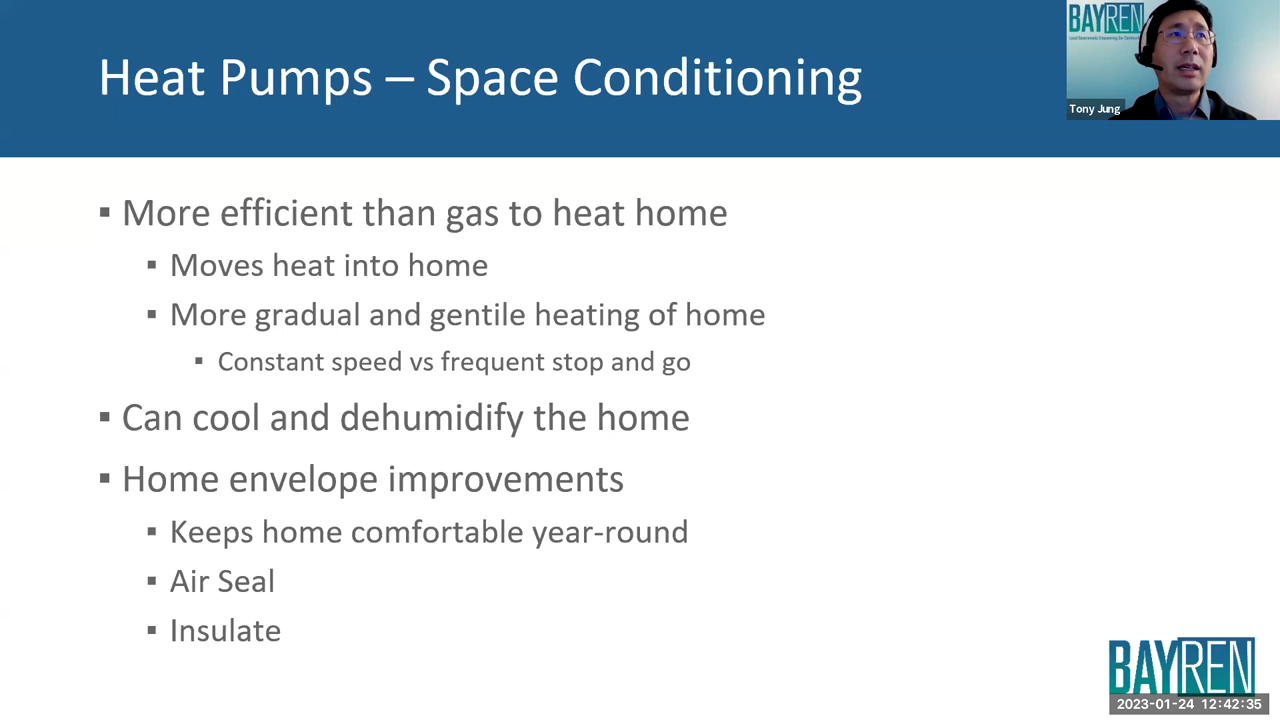 Heat Pumps – Space Conditioning
BAYREN
Tony Jung
▪ More efficient than gas to heat home
▪ Moves heat into home
▪ More gradual and gentile heating of home
▪ Constant speed vs frequent stop and go
▪ Can cool and dehumidify the home
▪ Home envelope improvements
▪ Keeps home comfortable year-round
▪ Air Seal
▪ Insulate
BAYREN
2023-01-24 12:42:35